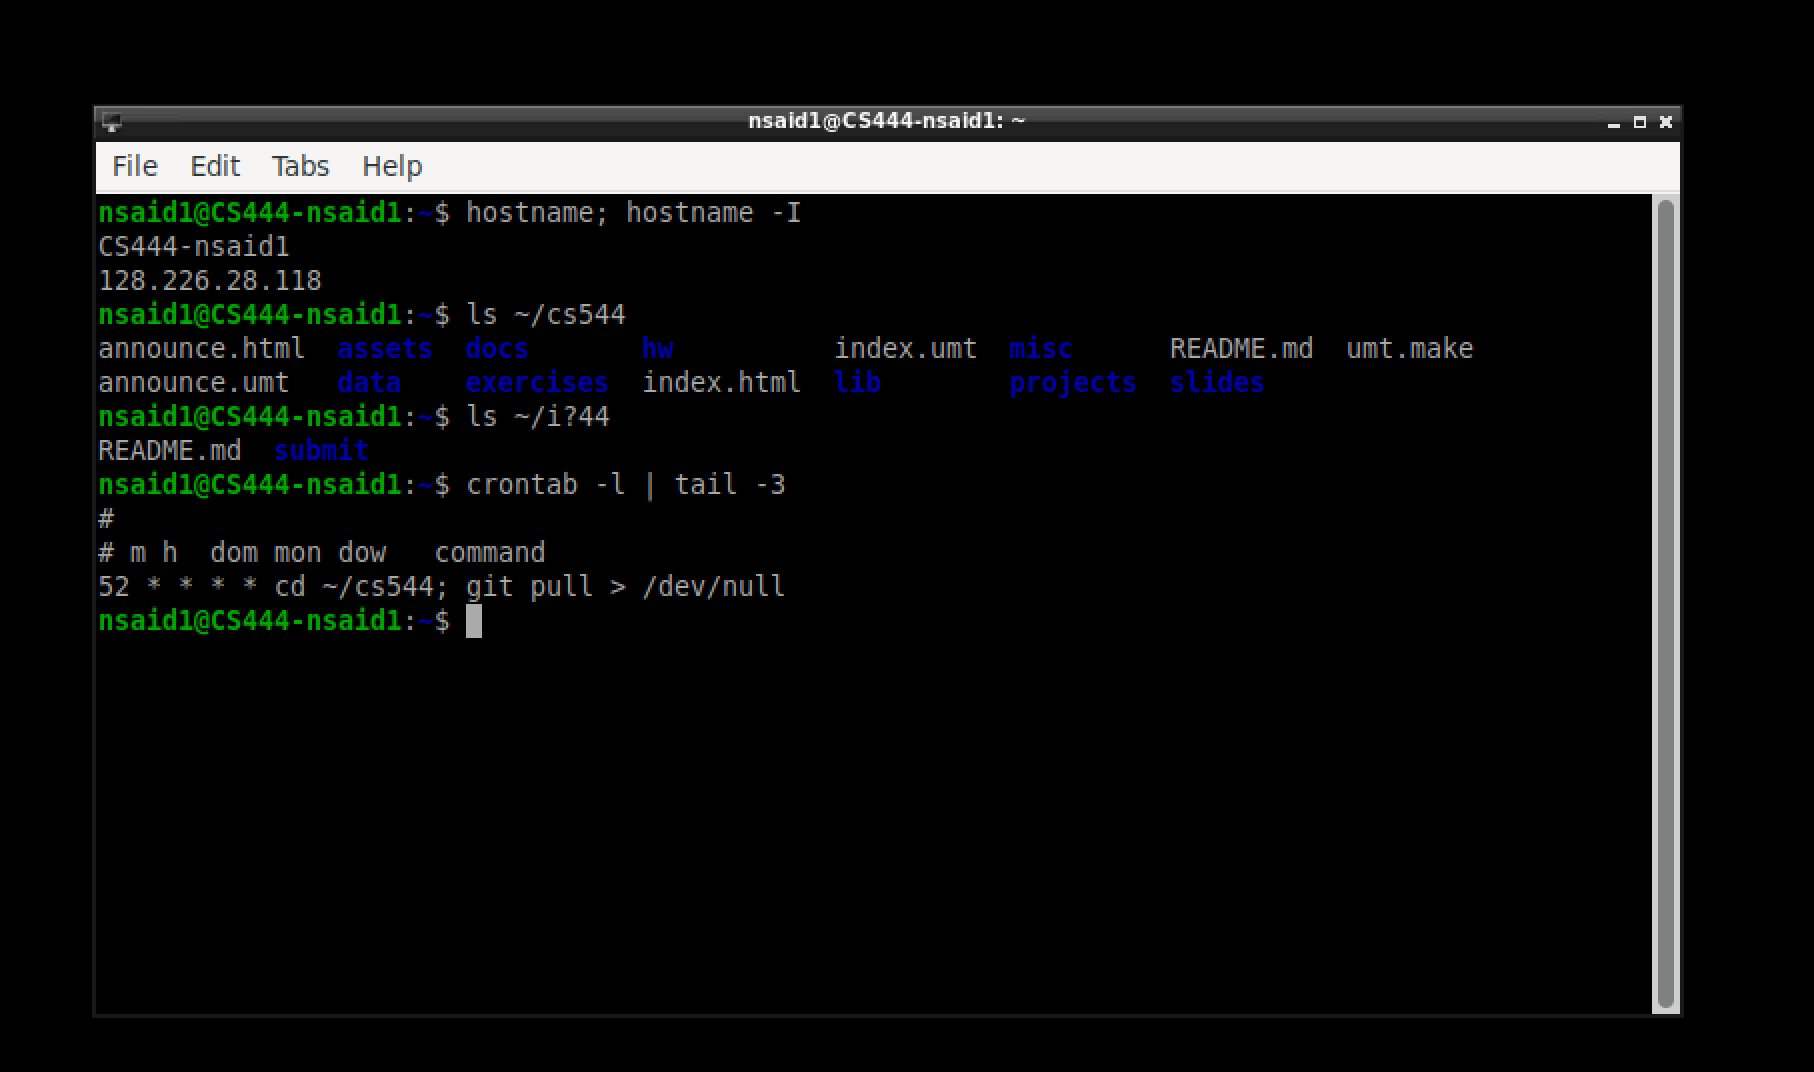 nsaid1@CS444-nsaid1: ~
File Edit Tabs Help
nsaid1@CS444-nsaid1:~$ hostname; hostname -I
CS444-nsaid1
128.226.28.118
nsaid1@CS444-nsaid1:~$ ls ~/cs544
announce.html  assets  docs       hw          index.umt  misc      README.md  umt.make
announce.umt   data    exercises  index.html  lib        projects  slides
nsaid1@CS444-nsaid1:~$ ls ~/i?44
README.md  submit
nsaid1@CS444-nsaid1:~$ crontab -l | tail -3
#
# m h  dom mon dow   command
52 * * * * cd ~/cs544; git pull > /dev/null
nsaid1@CS444-nsaid1:~$